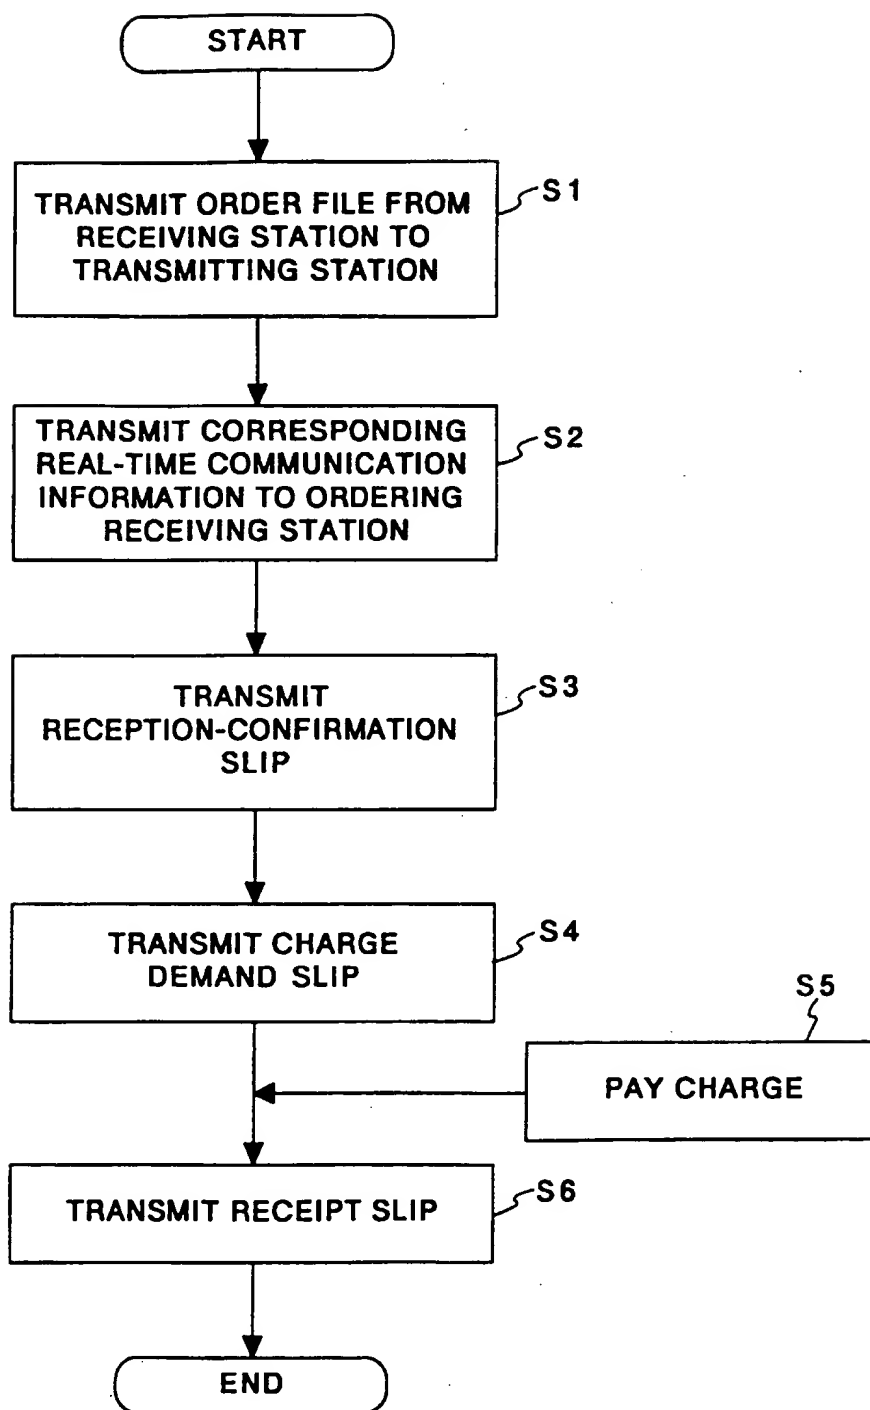 START
TRANSMIT ORDER FILE FROM
RECEIVING STATION TO
TRANSMITTING STATION
S1
TRANSMIT CORRESPONDING
REAL-TIME COMMUNICATION
INFORMATION TO ORDERING
RECEIVING STATION
S2
TRANSMIT
RECEPTION-CONFIRMATION
SLIP
S3
TRANSMIT CHARGE
DEMAND SLIP
S4
S5
PAY CHARGE
TRANSMIT RECEIPT SLIP
S6
END